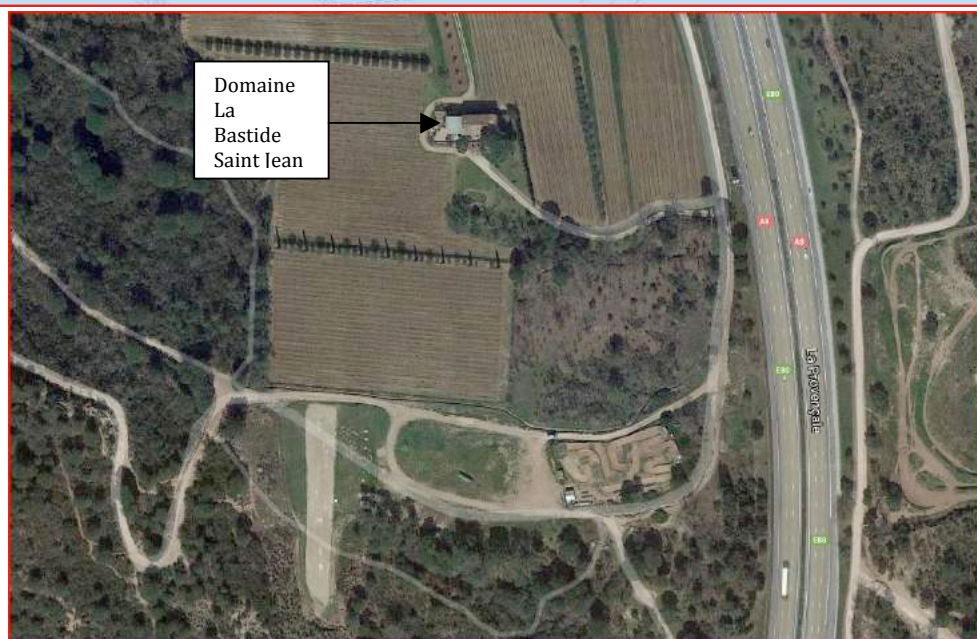 Domaine
La
Bastide
Saint Jean
E80
A8
A8
La Provençale
E80
E80